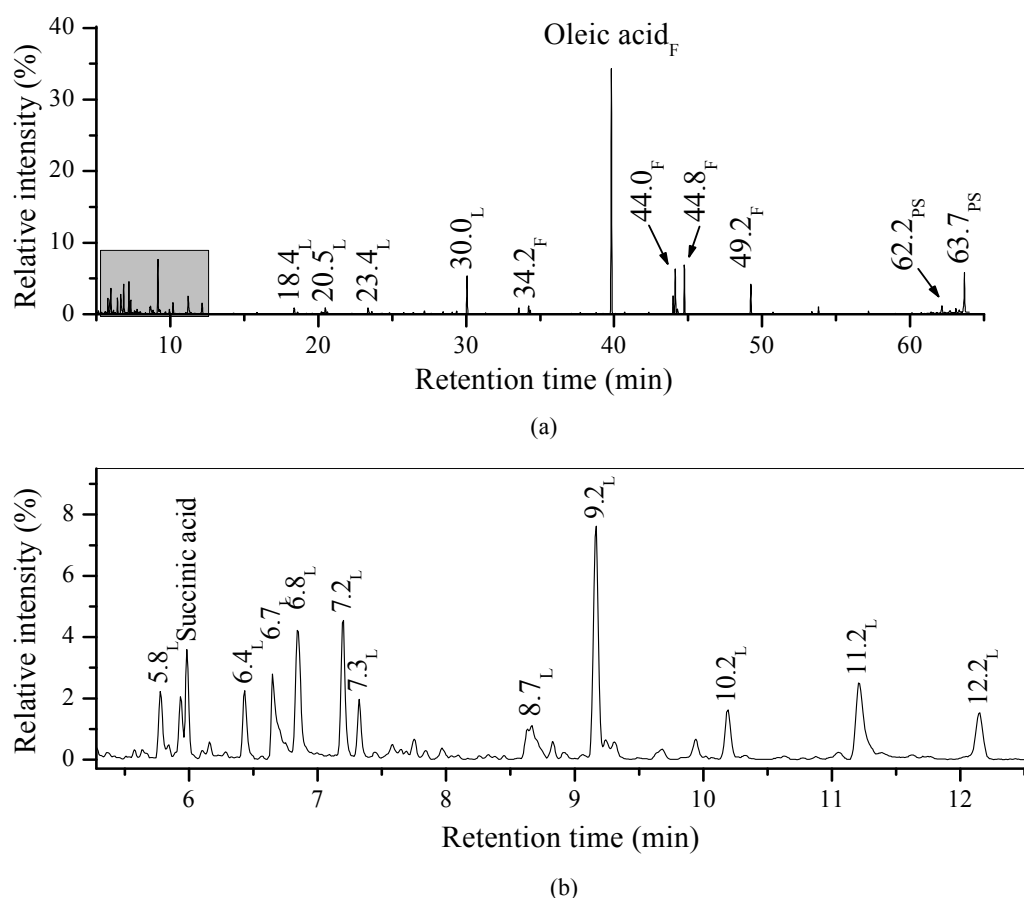 Relative intensity (%)
40
30
20
10
0
Oleic acid_F
18.4_L
20.5_L
23.4_L
30.0_L
34.2_F
44.0_F
44.8_F
49.2_F
62.2_PS
63.7_PS
10 20 30 40 50 60
Retention time (min)
(a)
Relative intensity (%)
8
6
4
2
0
5.8_L
Succinic acid
6.4_L
6.7_L
6.8_L
7.2_L
7.3_L
8.7_L
9.2_L
10.2_L
11.2_L
12.2_L
6 7 8 9 10 11 12
Retention time (min)
(b)